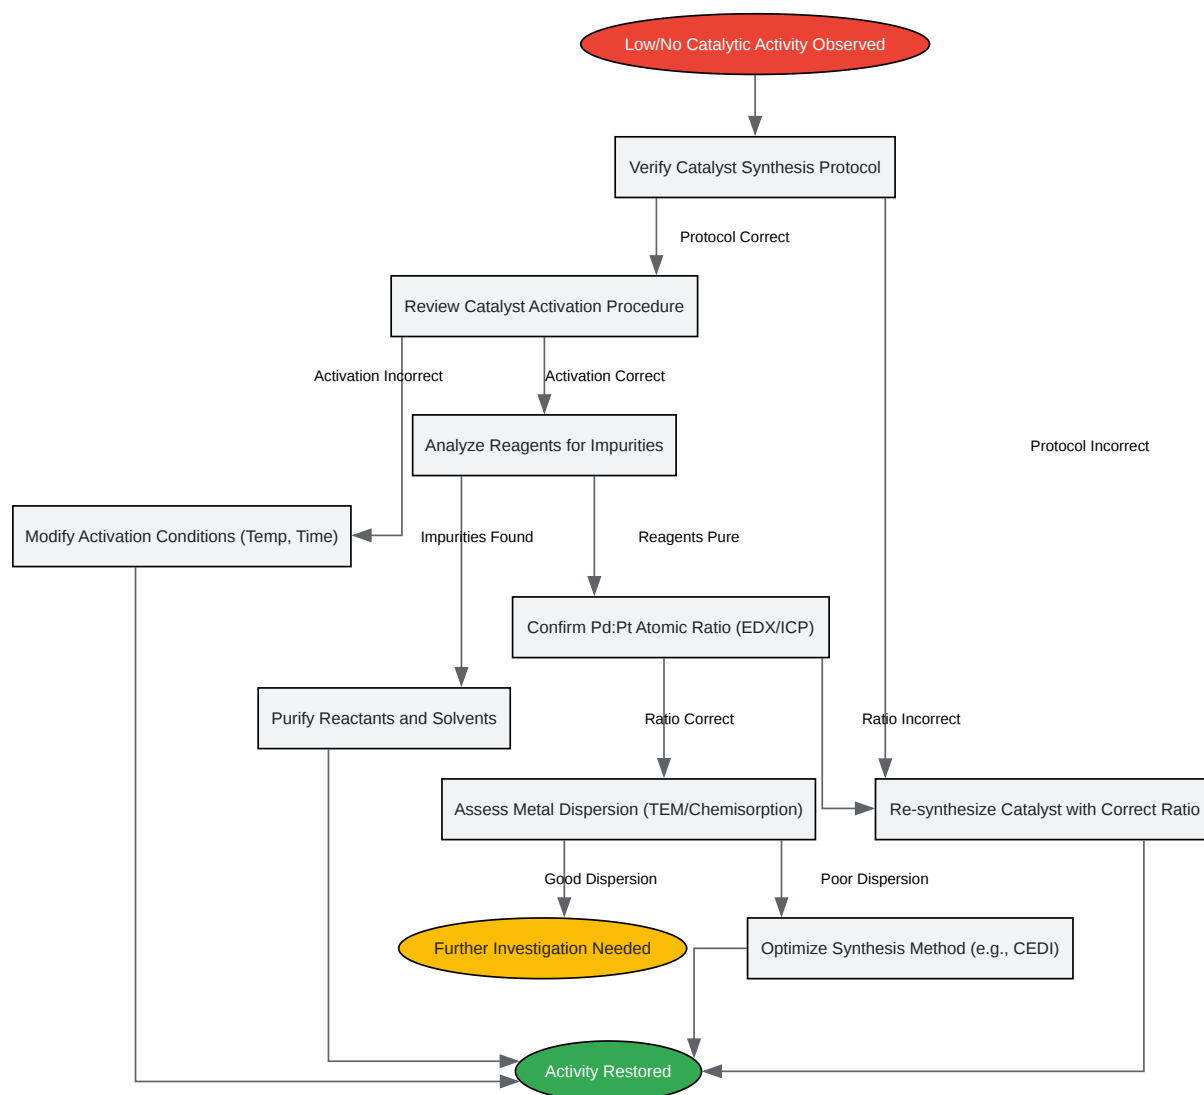 Low/No Catalytic Activity Observed
Verify Catalyst Synthesis Protocol
Protocol Correct
Review Catalyst Activation Procedure
Activation Incorrect
Activation Correct
Analyze Reagents for Impurities
Protocol Incorrect
Modify Activation Conditions (Temp, Time)
Impurities Found
Reagents Pure
Confirm Pd:Pt Atomic Ratio (EDX/ICP)
Purify Reactants and Solvents
Ratio Correct
Ratio Incorrect
Assess Metal Dispersion (TEM/Chemisorption)
Re-synthesize Catalyst with Correct Ratio
Good Dispersion
Poor Dispersion
Further Investigation Needed
Optimize Synthesis Method (e.g., CEDI)
Activity Restored